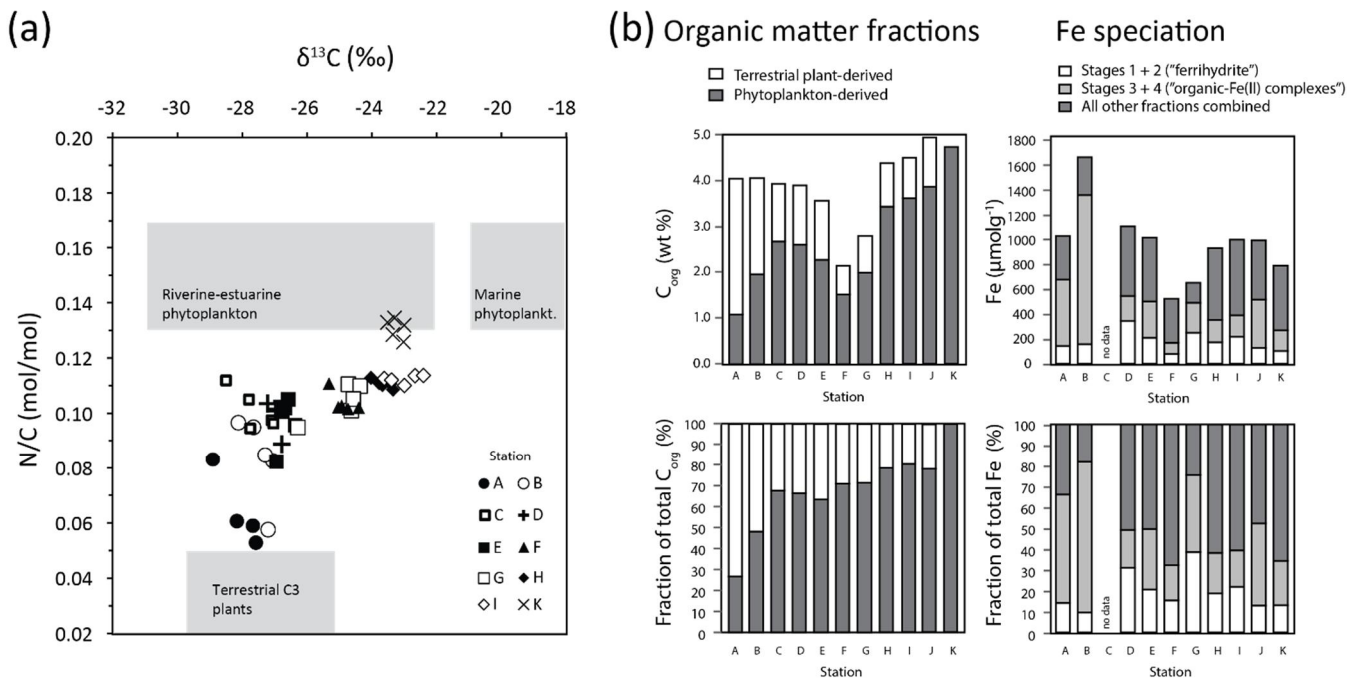 (a)
δ13C (‰)
-32 -30 -28 -26 -24 -22 -20 -18
N/C (mol/mol)
0.20
0.18
0.16
0.14
0.12
0.10
0.08
0.06
0.04
0.02
Riverine-estuarine
phytoplankton
Marine
phytoplankt.
Terrestrial C3
plants
Station
A B
C D
E F
G H
I K
(b) Organic matter fractions
Terrestrial plant-derived
Phytoplankton-derived
Corg (wt %)
5.0
4.0
3.0
2.0
1.0
0.0
A B C D E F G H I J K
Station
Fraction of total Corg (%)
100
90
80
70
60
50
40
30
20
10
0
A B C D E F G H I J K
Station
Fe speciation
Stages 1 + 2 ("ferrihydrite")
Stages 3 + 4 ("organic-Fe(II) complexes")
All other fractions combined
Fe (μmolg-1)
1800
1600
1400
1200
1000
800
600
400
200
0
no data
A B C D E F G H I J K
Station
Fraction of total Fe (%)
100
90
80
70
60
50
40
30
20
10
0
no data
A B C D E F G H I J K
Station